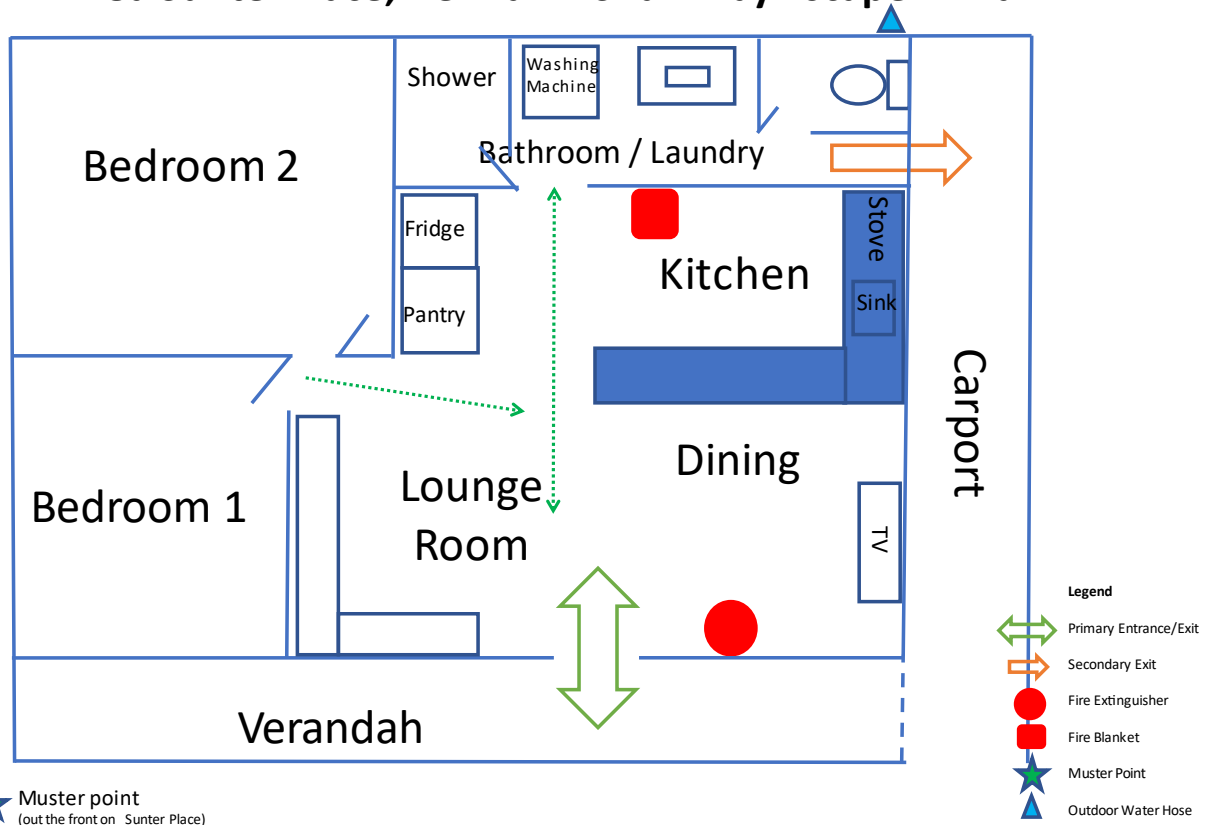 Shower
Washing
Machine
Bedroom 2
Bathroom / Laundry
Fridge
Stove
Kitchen
Pantry
Sink
Carport
Dining
Lounge
Room
Bedroom 1
TV
Verandah
Legend
Primary Entrance/Exit
Secondary Exit
Fire Extinguisher
Fire Blanket
Muster Point
Outdoor Water Hose
Muster point
(out the front on Sunter Place)